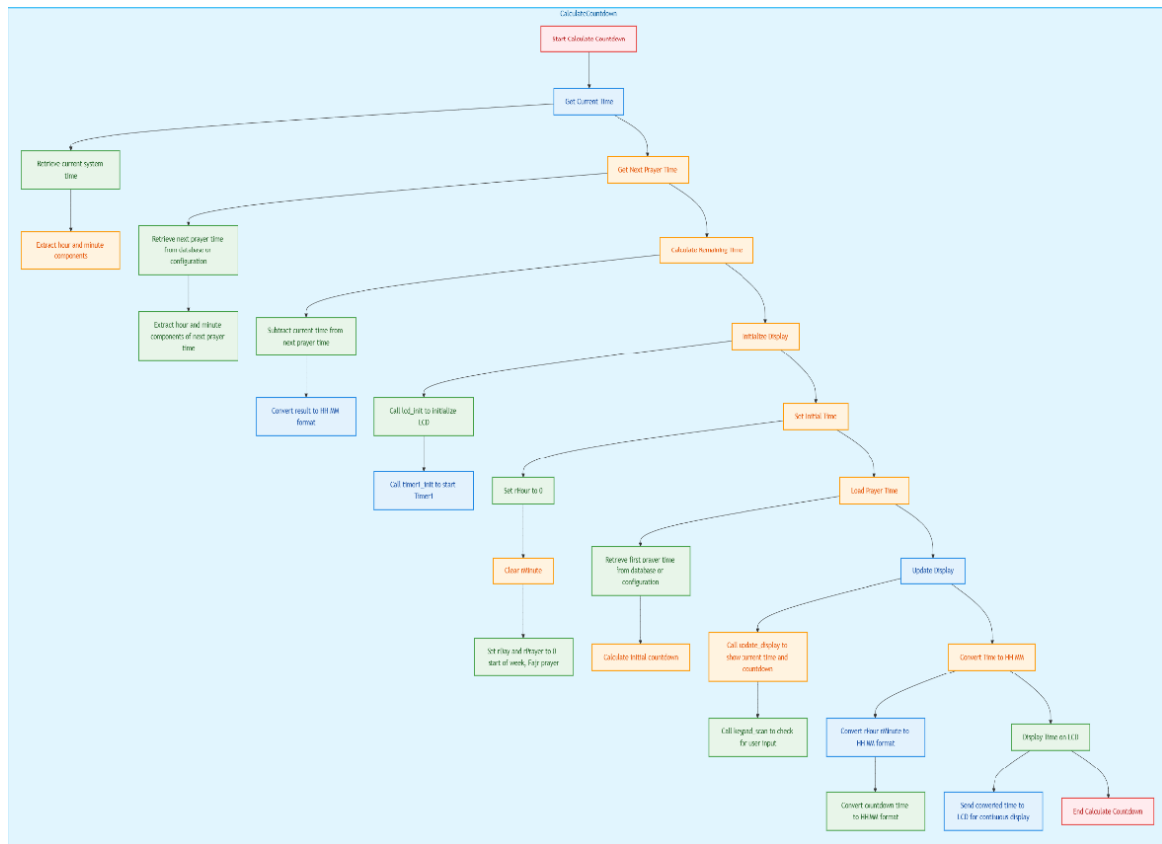 CalculateCountdown
Start Calculate Countdown
Get Current Time
Retrieve current system
time
Get Next Prayer Time
Extract hour and minute
components
Retrieve next prayer time
from database or
configuration
Calculate Remaining Time
Extract hour and minute
components of next prayer
time
Subtract current time from
next prayer time
Initialize Display
Convert result to HH MM
format
Call lcd_init to initialize
LCD
Set Initial Time
Call timer1_init to start
Timer1
Set rHour to 0
Load Prayer Time
Clear rMinute
Retrieve first prayer time
from database or
configuration
Update Display
Set rDay and rPrayer to 0
start of week, Fajr prayer
Calculate initial countdown
Call update_display to
show current time and
countdown
Convert Time to HH MM
Call keypad_scan to check
for user input
Convert rHour rMinute to
HH MM format
Display Time on LCD
Convert countdown time
to HH MM format
Send converted time to
LCD for continuous display
End Calculate Countdown